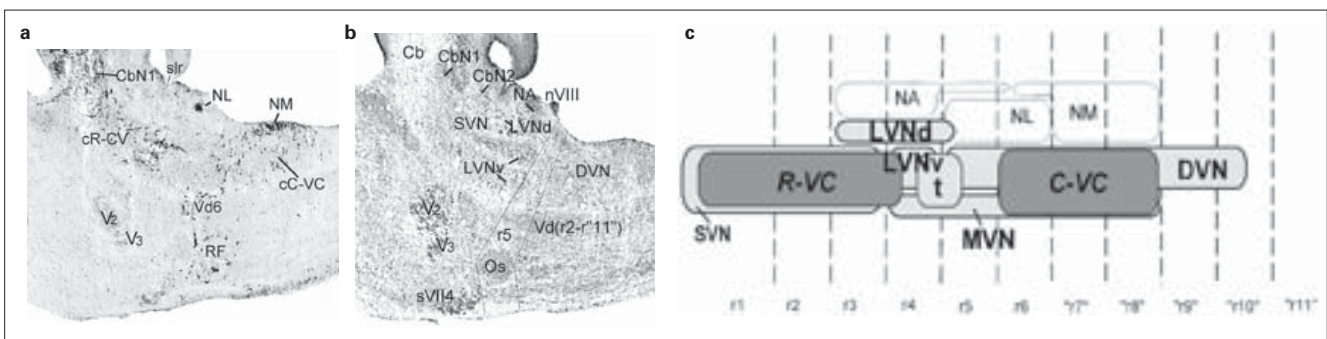 a
CbN1
slr
NL
NM
cR-CV
cC-VC
Vd6
V2
V3
RF
b
Cb
CbN1
CbN2
NA
nVIII
SVN
LVNd
LVNv
DVN
V2
V3
r5
Vd(r2-r"11")
Os
sVII4
c
NA
NL
NM
LVNd
LVNv
R-VC
t
C-VC
DVN
SVN
MVN
r1 r2 r3 r4 r5 r6 "r7" "r8" "r9" "r10" "r11"